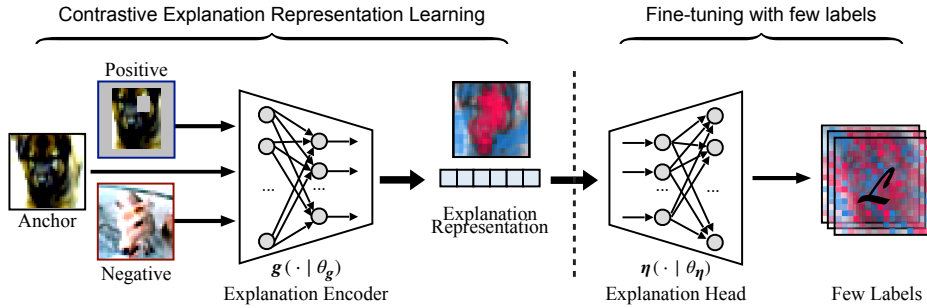 Contrastive Explanation Representation Learning
Fine-tuning with few labels
Positive
Anchor
Negative
...
...
g( · | θg)
Explanation Encoder
Explanation
Representation
...
...
η( · | θη)
Explanation Head
ℒ
Few Labels